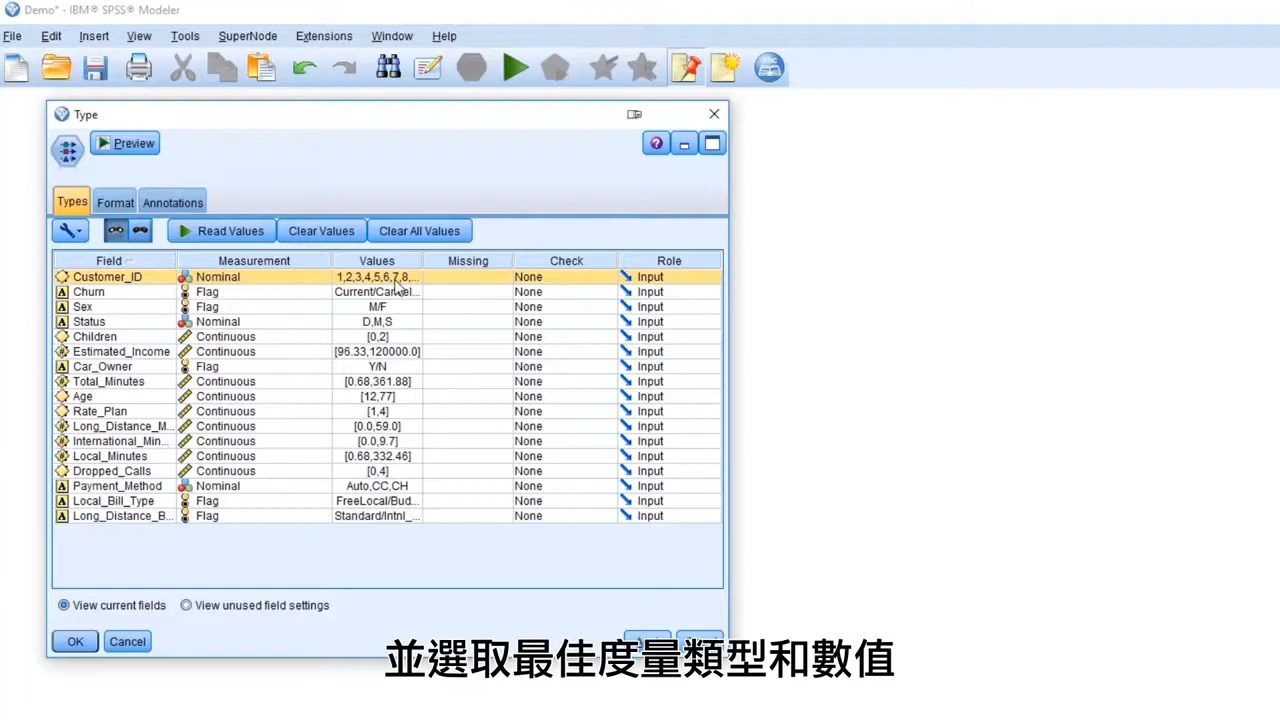 Demo* - IBM® SPSS® Modeler
File Edit Insert View Tools SuperNode Extensions Window Help
Type
Preview
Types Format Annotations
Read Values Clear Values Clear All Values
Field Measurement Values Missing Check Role
Customer_ID Nominal 1,2,3,4,5,6,7,8,... None Input
Churn Flag Current/Cancel... None Input
Sex Flag M/F None Input
Status Nominal D,M,S None Input
Children Continuous [0,2] None Input
Estimated_Income Continuous [96.33,120000.0] None Input
Car_Owner Flag Y/N None Input
Total_Minutes Continuous [0.68,361.88] None Input
Age Continuous [12,77] None Input
Rate_Plan Continuous [1,4] None Input
Long_Distance_M... Continuous [0.0,59.0] None Input
International_Min... Continuous [0.0,9.7] None Input
Local_Minutes Continuous [0.68,332.46] None Input
Dropped_Calls Continuous [0,4] None Input
Payment_Method Nominal Auto,CC,CH None Input
Local_Bill_Type Flag FreeLocal/Bud... None Input
Long_Distance_B... Flag Standard/Intnl_... None Input
View current fields View unused field settings
OK Cancel
並選取最佳度量類型和數值